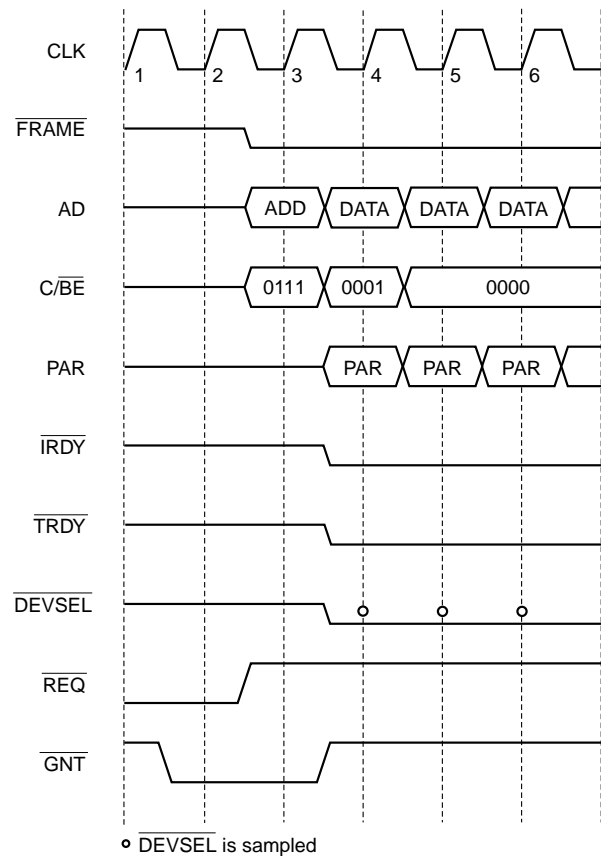 CLK
1 2 3 4 5 6
FRAME
AD ADD DATA DATA DATA
C/BE 0111 0001 0000
PAR PAR PAR PAR
IRDY
TRDY
DEVSEL
REQ
GNT
DEVSEL is sampled